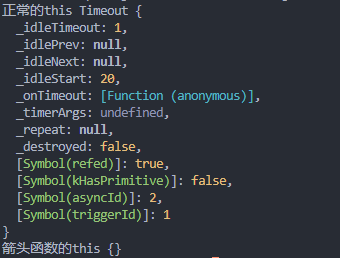 正常的this Timeout {
  _idleTimeout: 1,
  _idlePrev: null,
  _idleNext: null,
  _idleStart: 20,
  _onTimeout: [Function (anonymous)],
  _timerArgs: undefined,
  _repeat: null,
  _destroyed: false,
  [Symbol(refed)]: true,
  [Symbol(kHasPrimitive)]: false,
  [Symbol(asyncId)]: 2,
  [Symbol(triggerId)]: 1
}
箭头函数的this {}